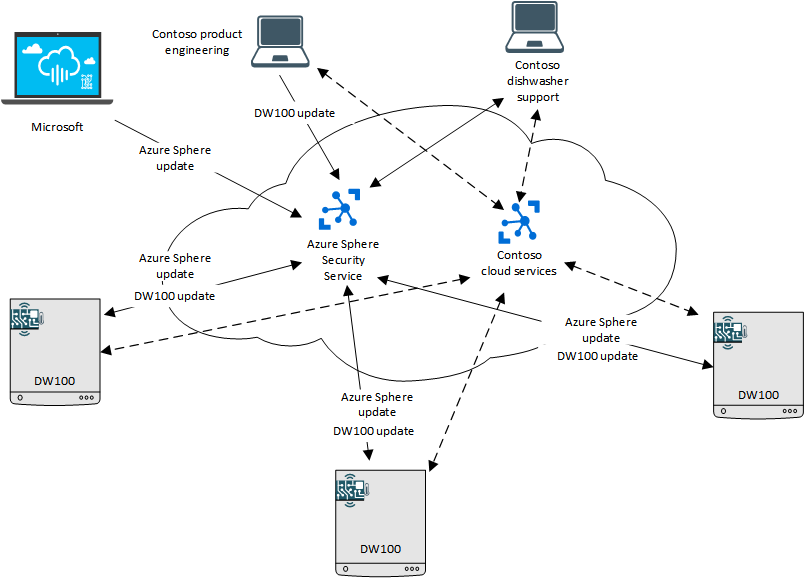 Contoso product
engineering
Contoso
dishwasher
support
Microsoft
DW100 update
Azure Sphere
update
Azure Sphere
Security
Service
Contoso
cloud services
Azure Sphere
update
DW100 update
Azure Sphere
update
DW100 update
DW100
DW100
Azure Sphere
update
DW100 update
DW100